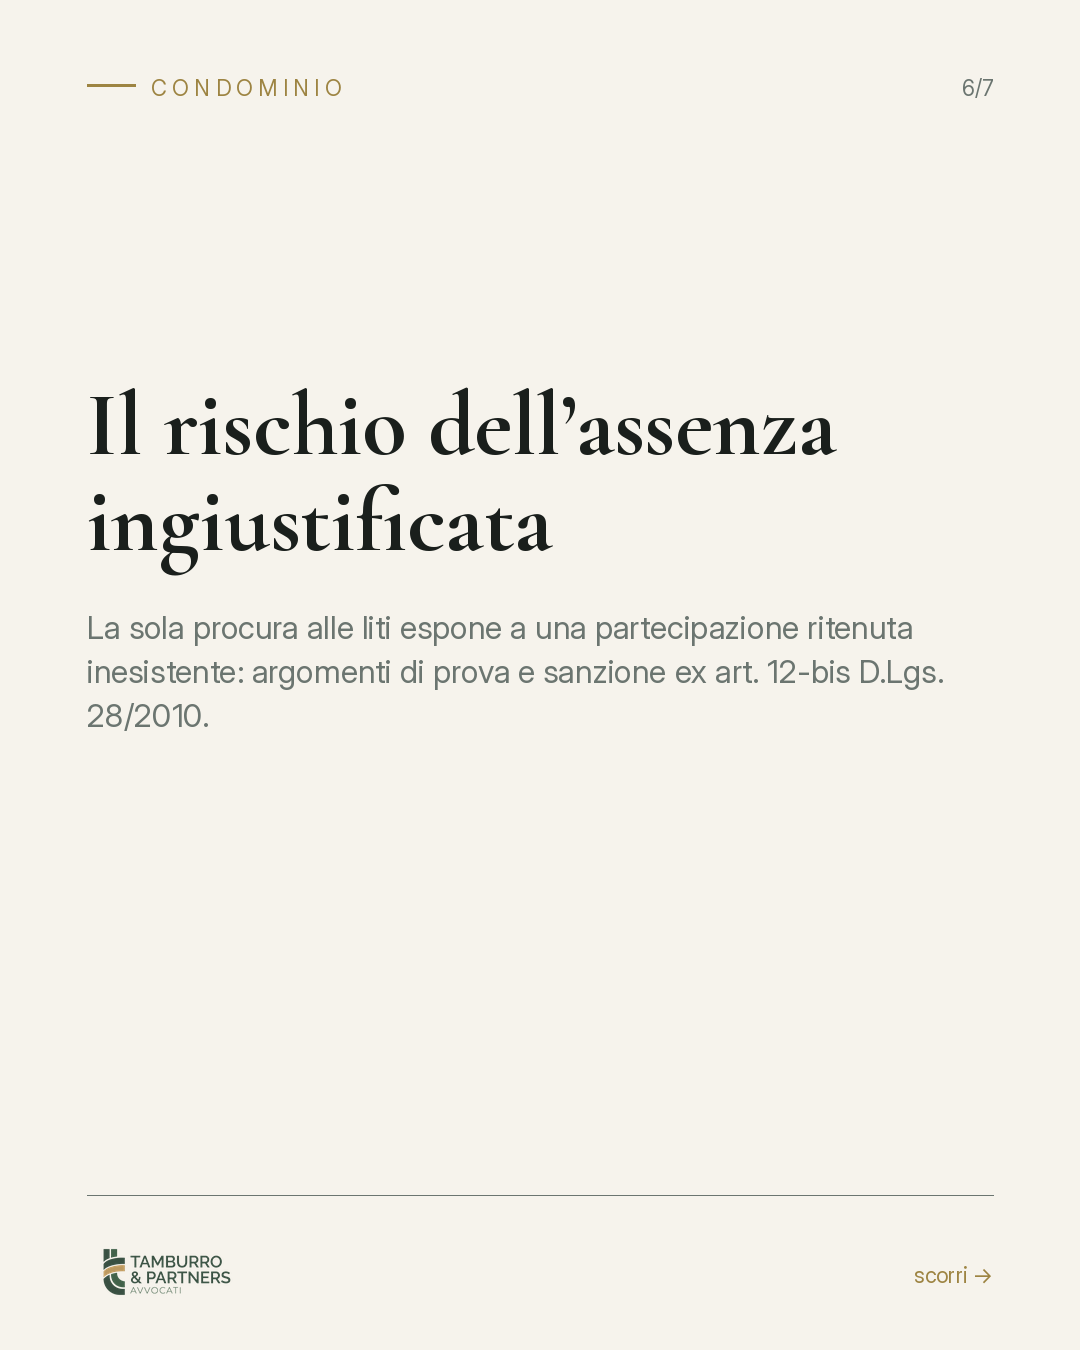 CONDOMINIO
6/7
Il rischio dell’assenza
ingiustificata
La sola procura alle liti espone a una partecipazione ritenuta
inesistente: argomenti di prova e sanzione ex art. 12-bis D.Lgs.
28/2010.
TAMBURRO
& PARTNERS
AVVOCATI
scorri →